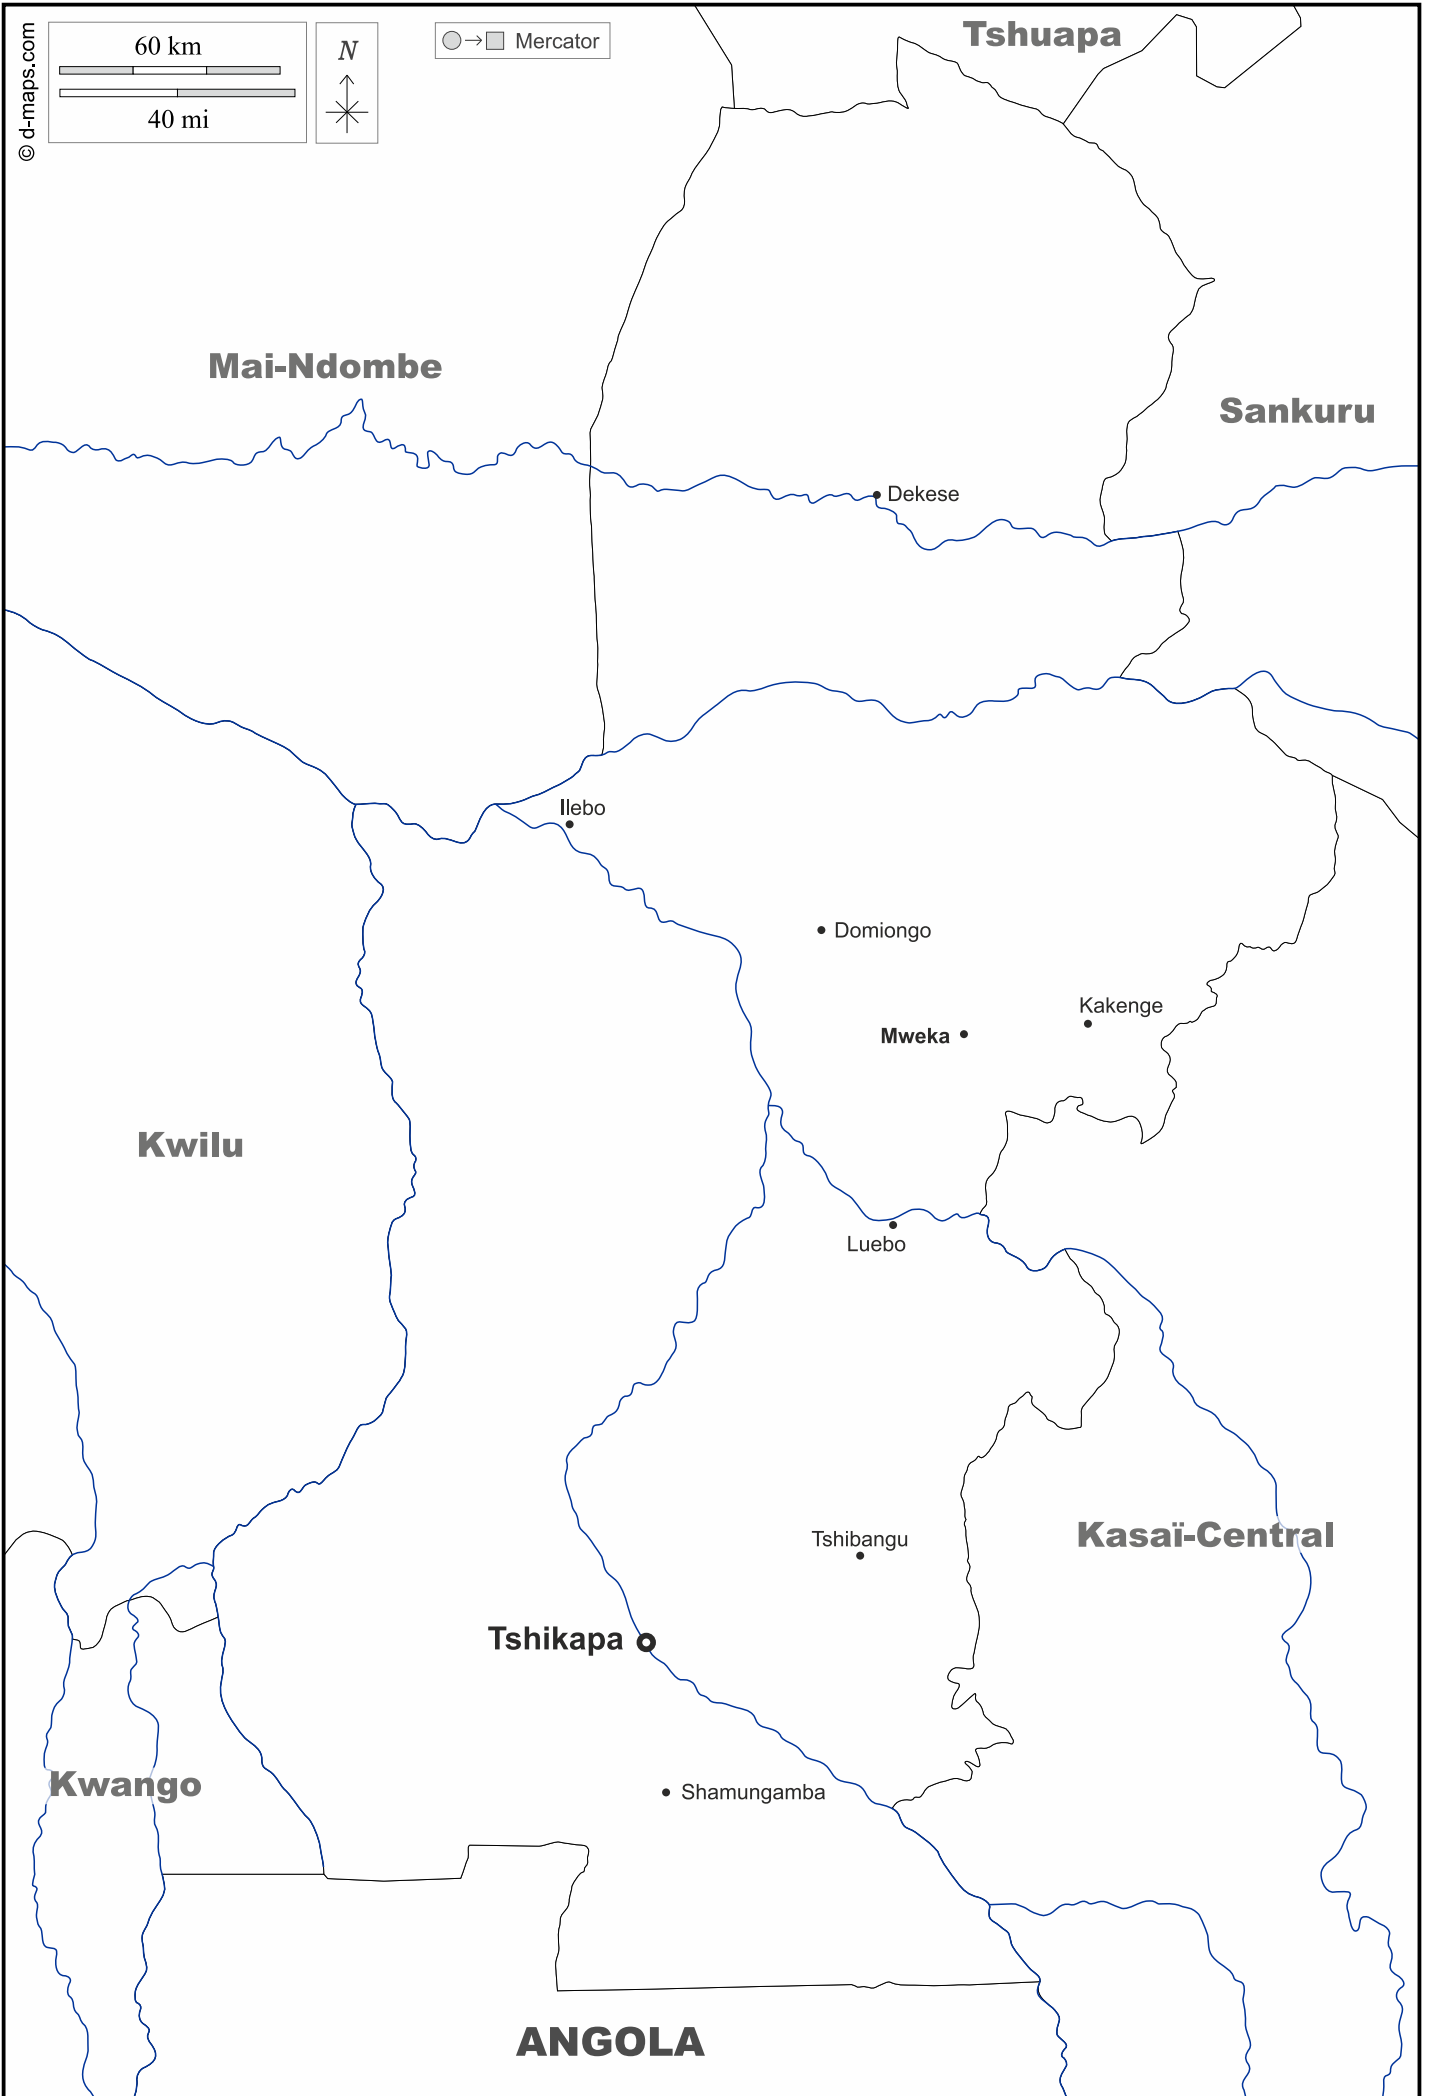 © d-maps.com
60 km
40 mi
N
Mercator
Tshuapa
Mai-Ndombe
Sankuru
Dekese
Ilebo
Domiongo
Kakenge
Mweka
Kwilu
Luebo
Kasaï-Central
Tshibangu
Tshikapa
Kwango
Shamungamba
ANGOLA